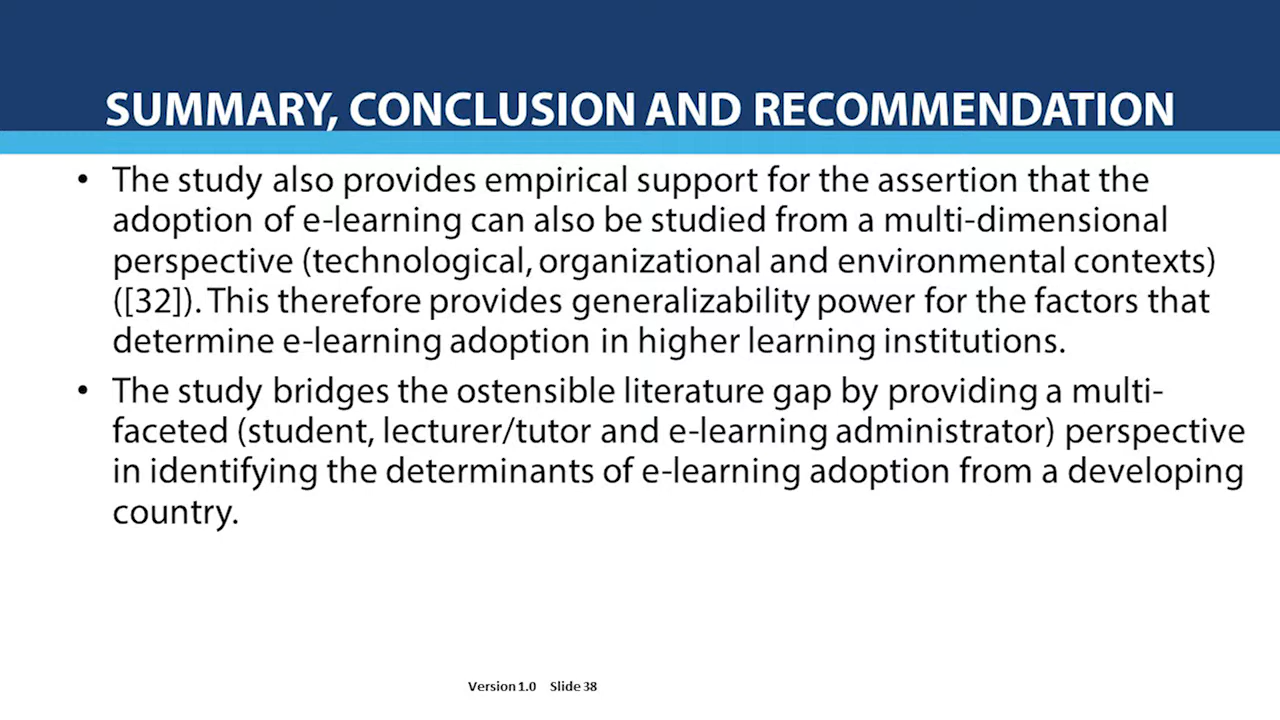 SUMMARY, CONCLUSION AND RECOMMENDATION
• The study also provides empirical support for the assertion that the
adoption of e-learning can also be studied from a multi-dimensional
perspective (technological, organizational and environmental contexts)
([32]). This therefore provides generalizability power for the factors that
determine e-learning adoption in higher learning institutions.
• The study bridges the ostensible literature gap by providing a multi-
faceted (student, lecturer/tutor and e-learning administrator) perspective
in identifying the determinants of e-learning adoption from a developing
country.
Version 1.0 Slide 38